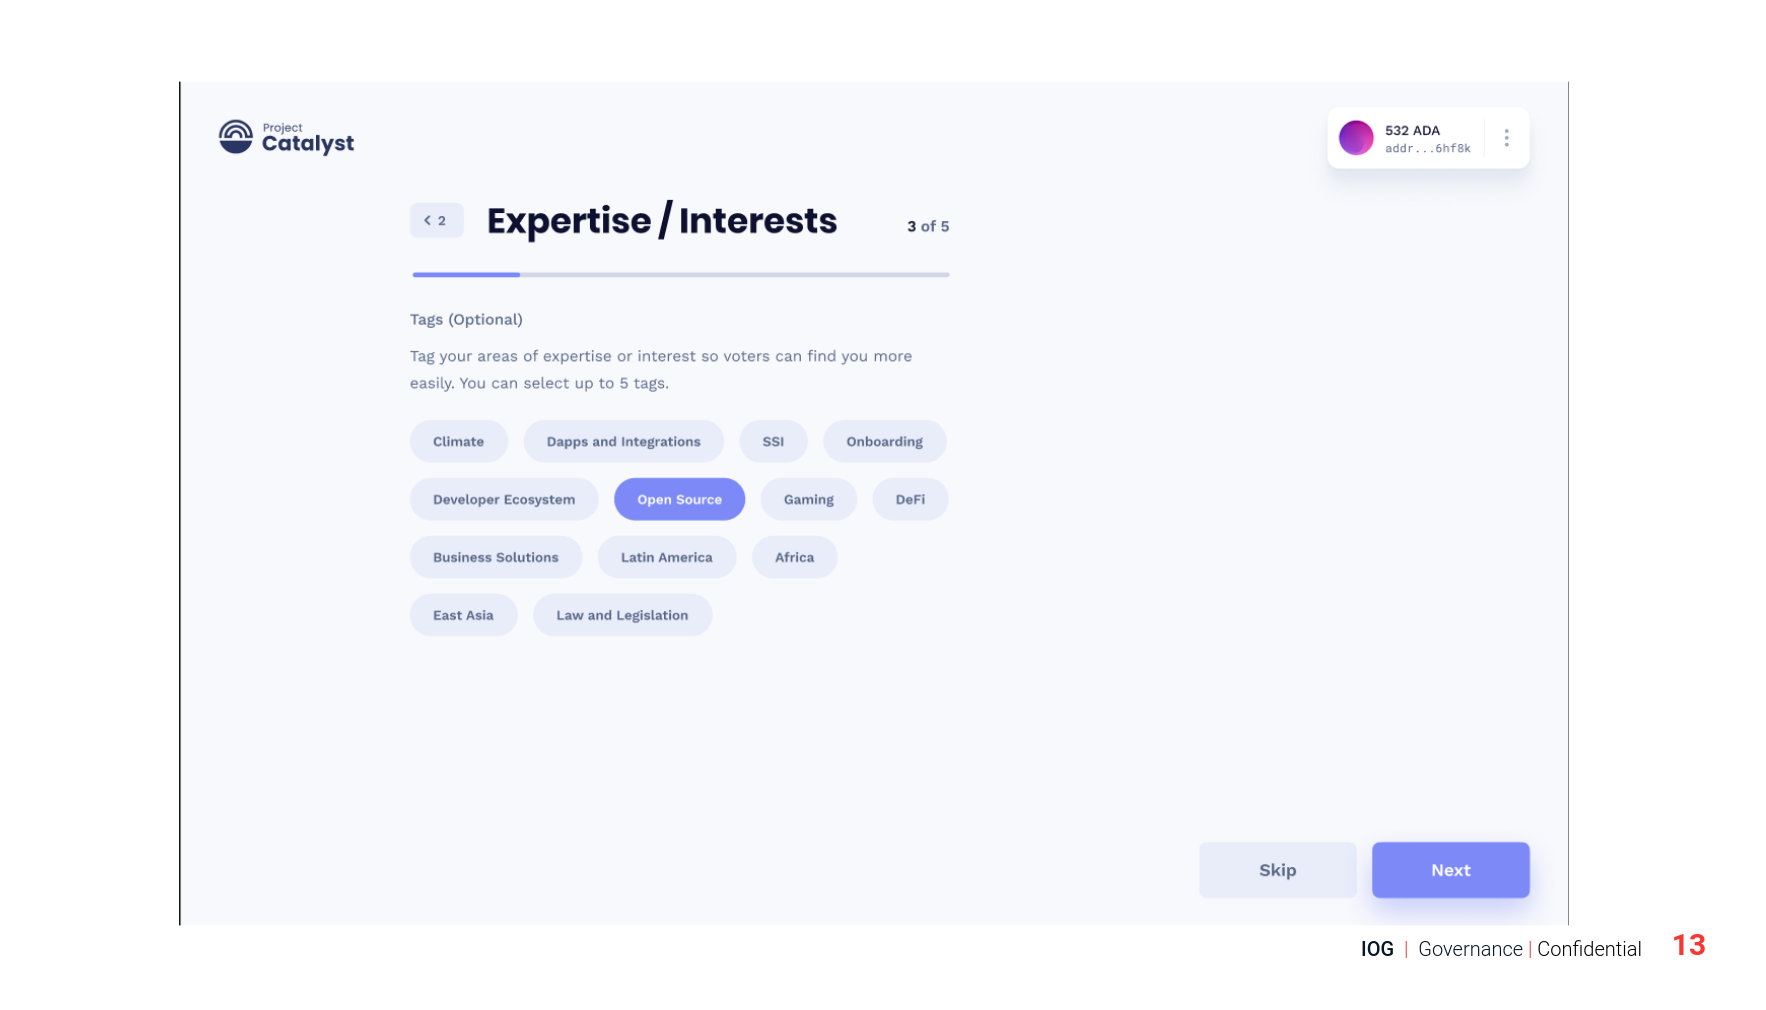 Project
Catalyst
532 ADA
addr...6hf8k
2
Expertise / Interests
3 of 5
Tags (Optional)
Tag your areas of expertise or interest so voters can find you more
easily. You can select up to 5 tags.
Climate Dapps and Integrations SSI Onboarding
Developer Ecosystem Open Source Gaming DeFi
Business Solutions Latin America Africa
East Asia Law and Legislation
Skip Next
IOG | Governance | Confidential 13